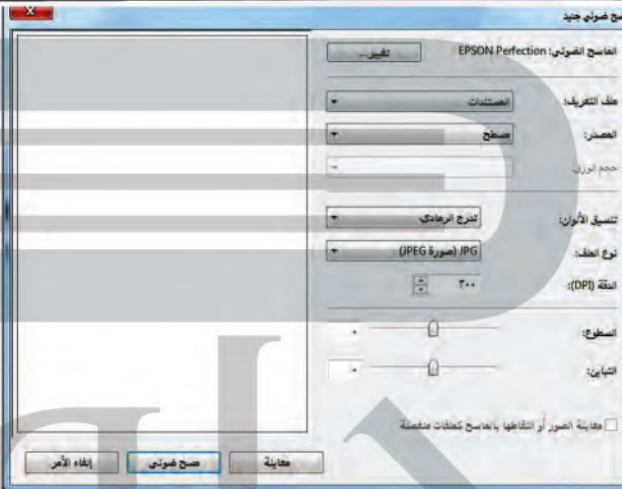 مسح ضوئي جديد
الماسح الضوئي: EPSON Perfection
تغيير...
ملف التعريف: المستندات
المصدر: مسطح
حجم الورق
تنسيق الألوان: تدرج الرمادي
نوع الملف: JPG (صورة JPEG)
الدقة (DPI): ٣٠٠
السطوع: ٠
التباين: ٠
معاينة الصور أو التقاطها بالماسح كملفات منفصلة
معاينة
مسح ضوئي
إلغاء الأمر